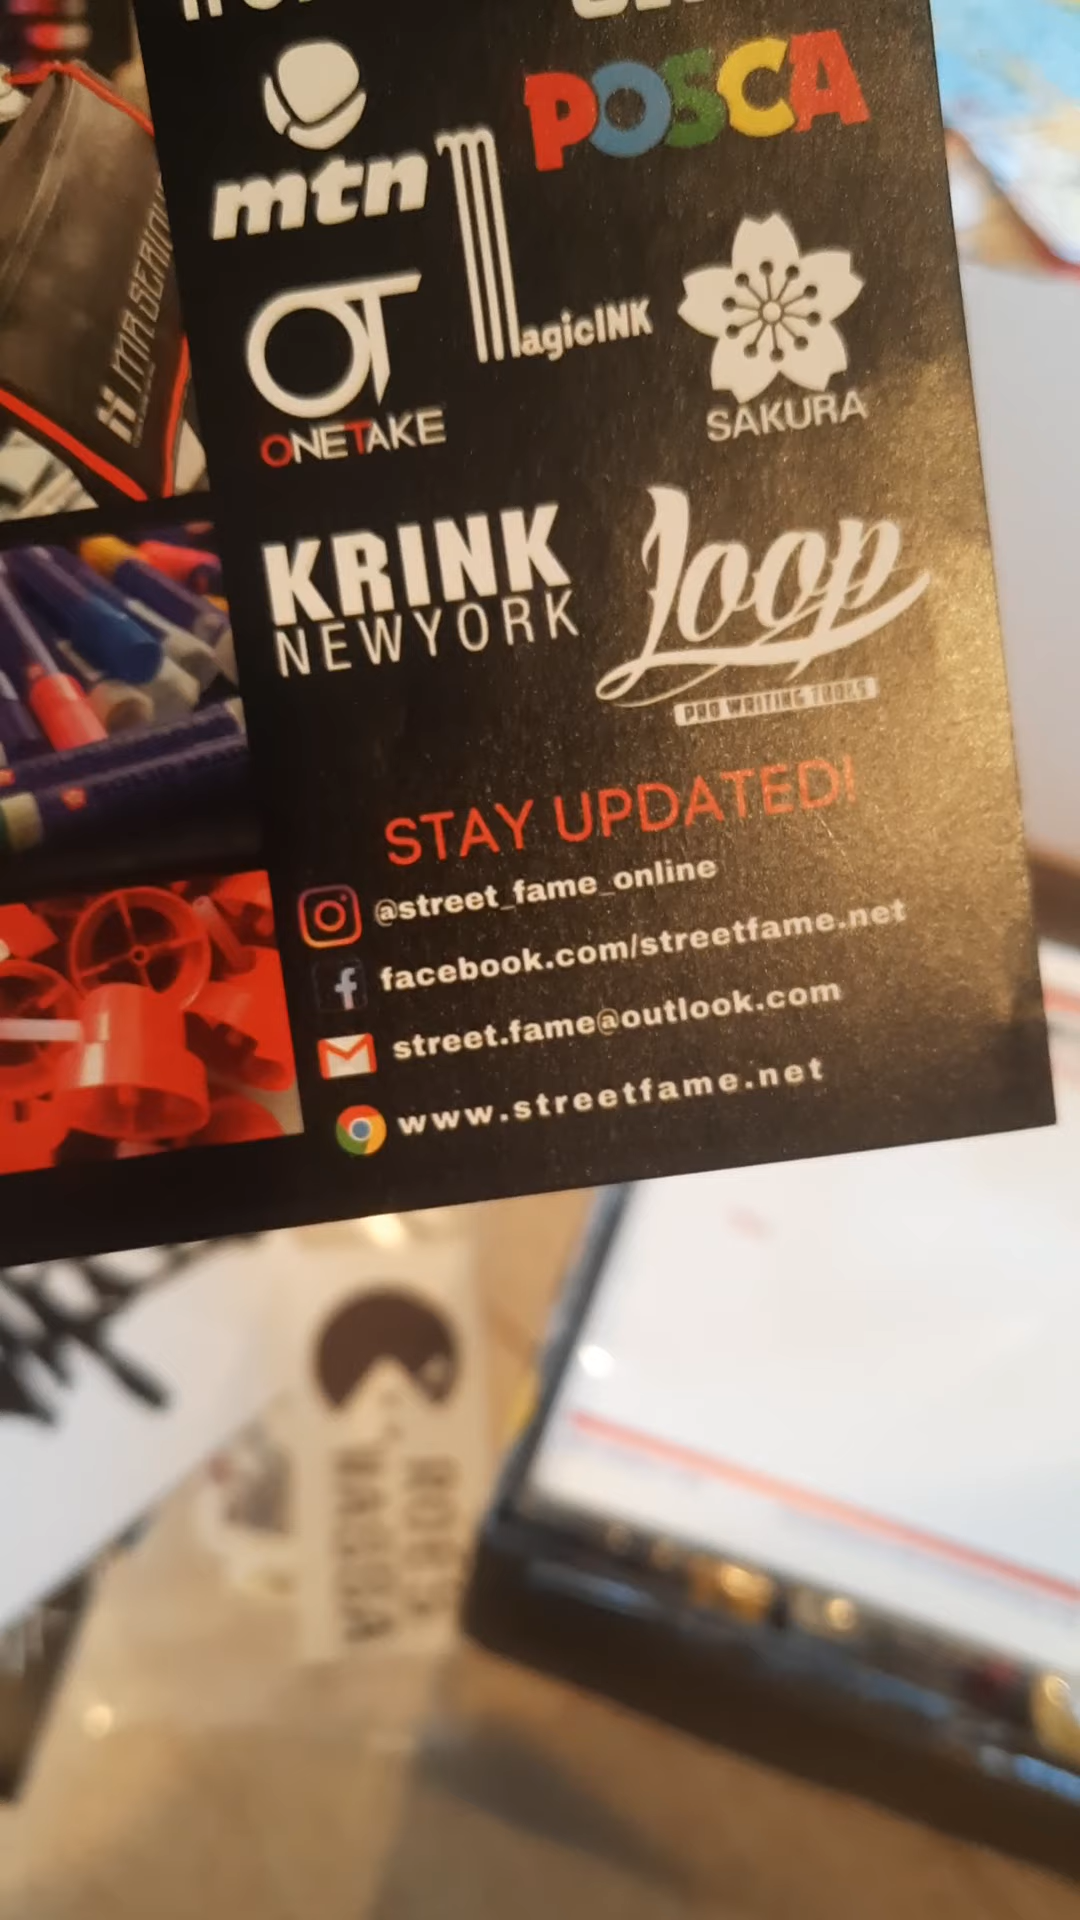 POSCA
mtn
MagicINK
OT
ONETAKE
SAKURA
KRINK
NEWYORK
Loop
PRO WRITING TOOLS
STAY UPDATED!
@street_fame_online
facebook.com/streetfame.net
street.fame@outlook.com
www.streetfame.net